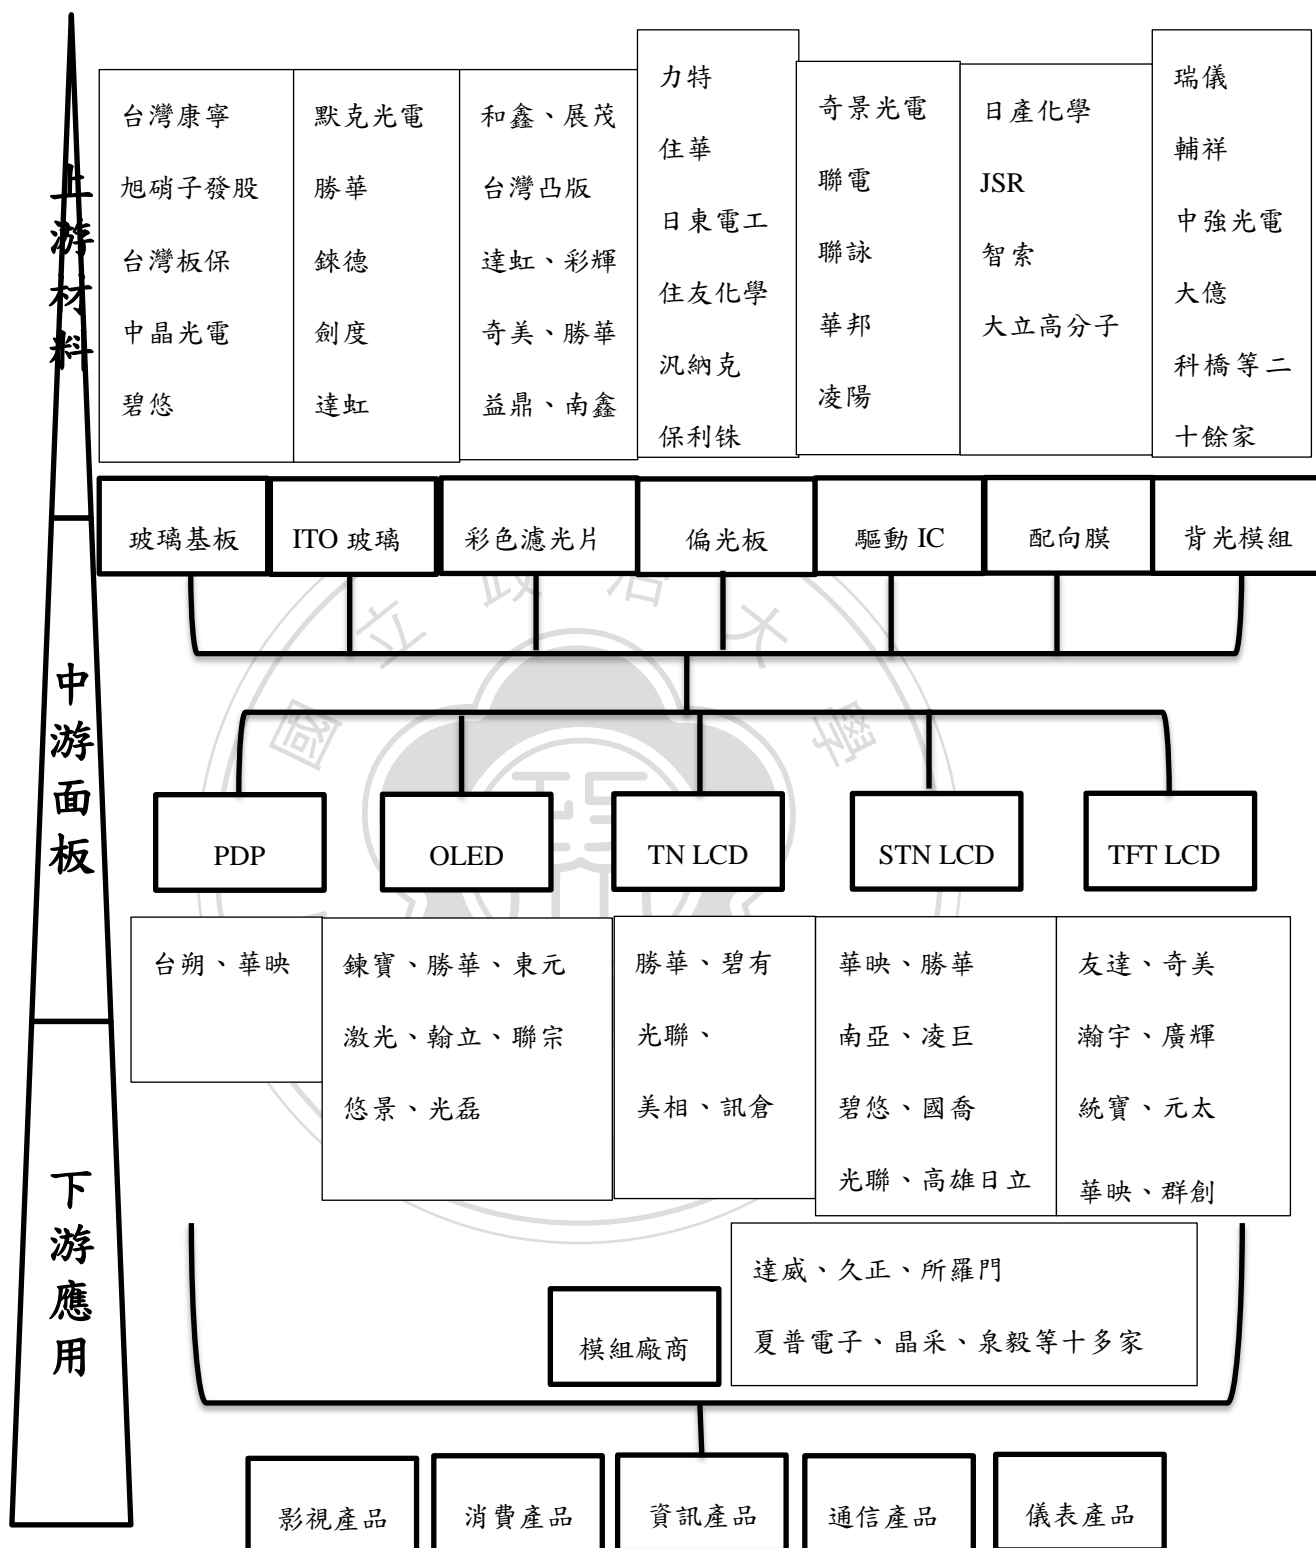 上游材料
台灣康寧
旭硝子發股
台灣板保
中晶光電
碧悠
默克光電
勝華
錸德
劍度
達虹
和鑫、展茂
台灣凸版
達虹、彩輝
奇美、勝華
益鼎、南鑫
力特
住華
日東電工
住友化學
汎納克
保利铢
奇景光電
聯電
聯詠
華邦
凌陽
日產化學
JSR
智索
大立高分子
瑞儀
輔祥
中強光電
大億
科橋等二
十餘家
玻璃基板
ITO 玻璃
彩色濾光片
偏光板
驅動 IC
配向膜
背光模組
國立政治大學
中游面板
PDP
OLED
TN LCD
STN LCD
TFT LCD
台朔、華映
鍊寶、勝華、東元
激光、翰立、聯宗
悠景、光磊
勝華、碧有
光聯、
美相、訊倉
華映、勝華
南亞、凌巨
碧悠、國喬
光聯、高雄日立
友達、奇美
瀚宇、廣輝
統寶、元太
華映、群創
下游應用
模組廠商
達威、久正、所羅門
夏普電子、晶采、泉毅等十多家
影視產品
消費產品
資訊產品
通信產品
儀表產品